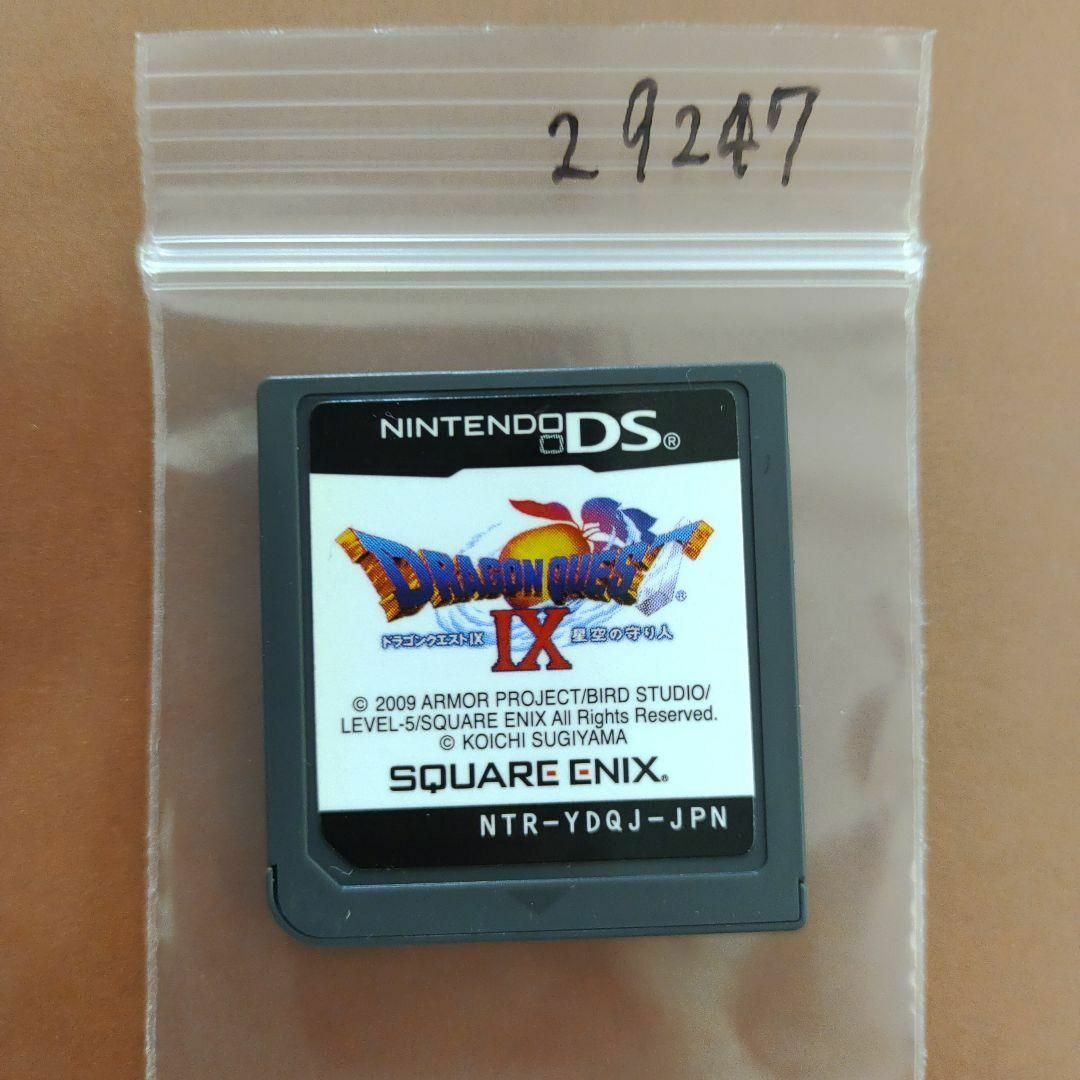 29247
NINTENDO DS®
DRAGON QUEST®
ドラゴンクエストIX 星空の守り人
IX
© 2009 ARMOR PROJECT/BIRD STUDIO/
LEVEL-5/SQUARE ENIX All Rights Reserved.
© KOICHI SUGIYAMA
SQUARE ENIX®
NTR-YDQJ-JPN